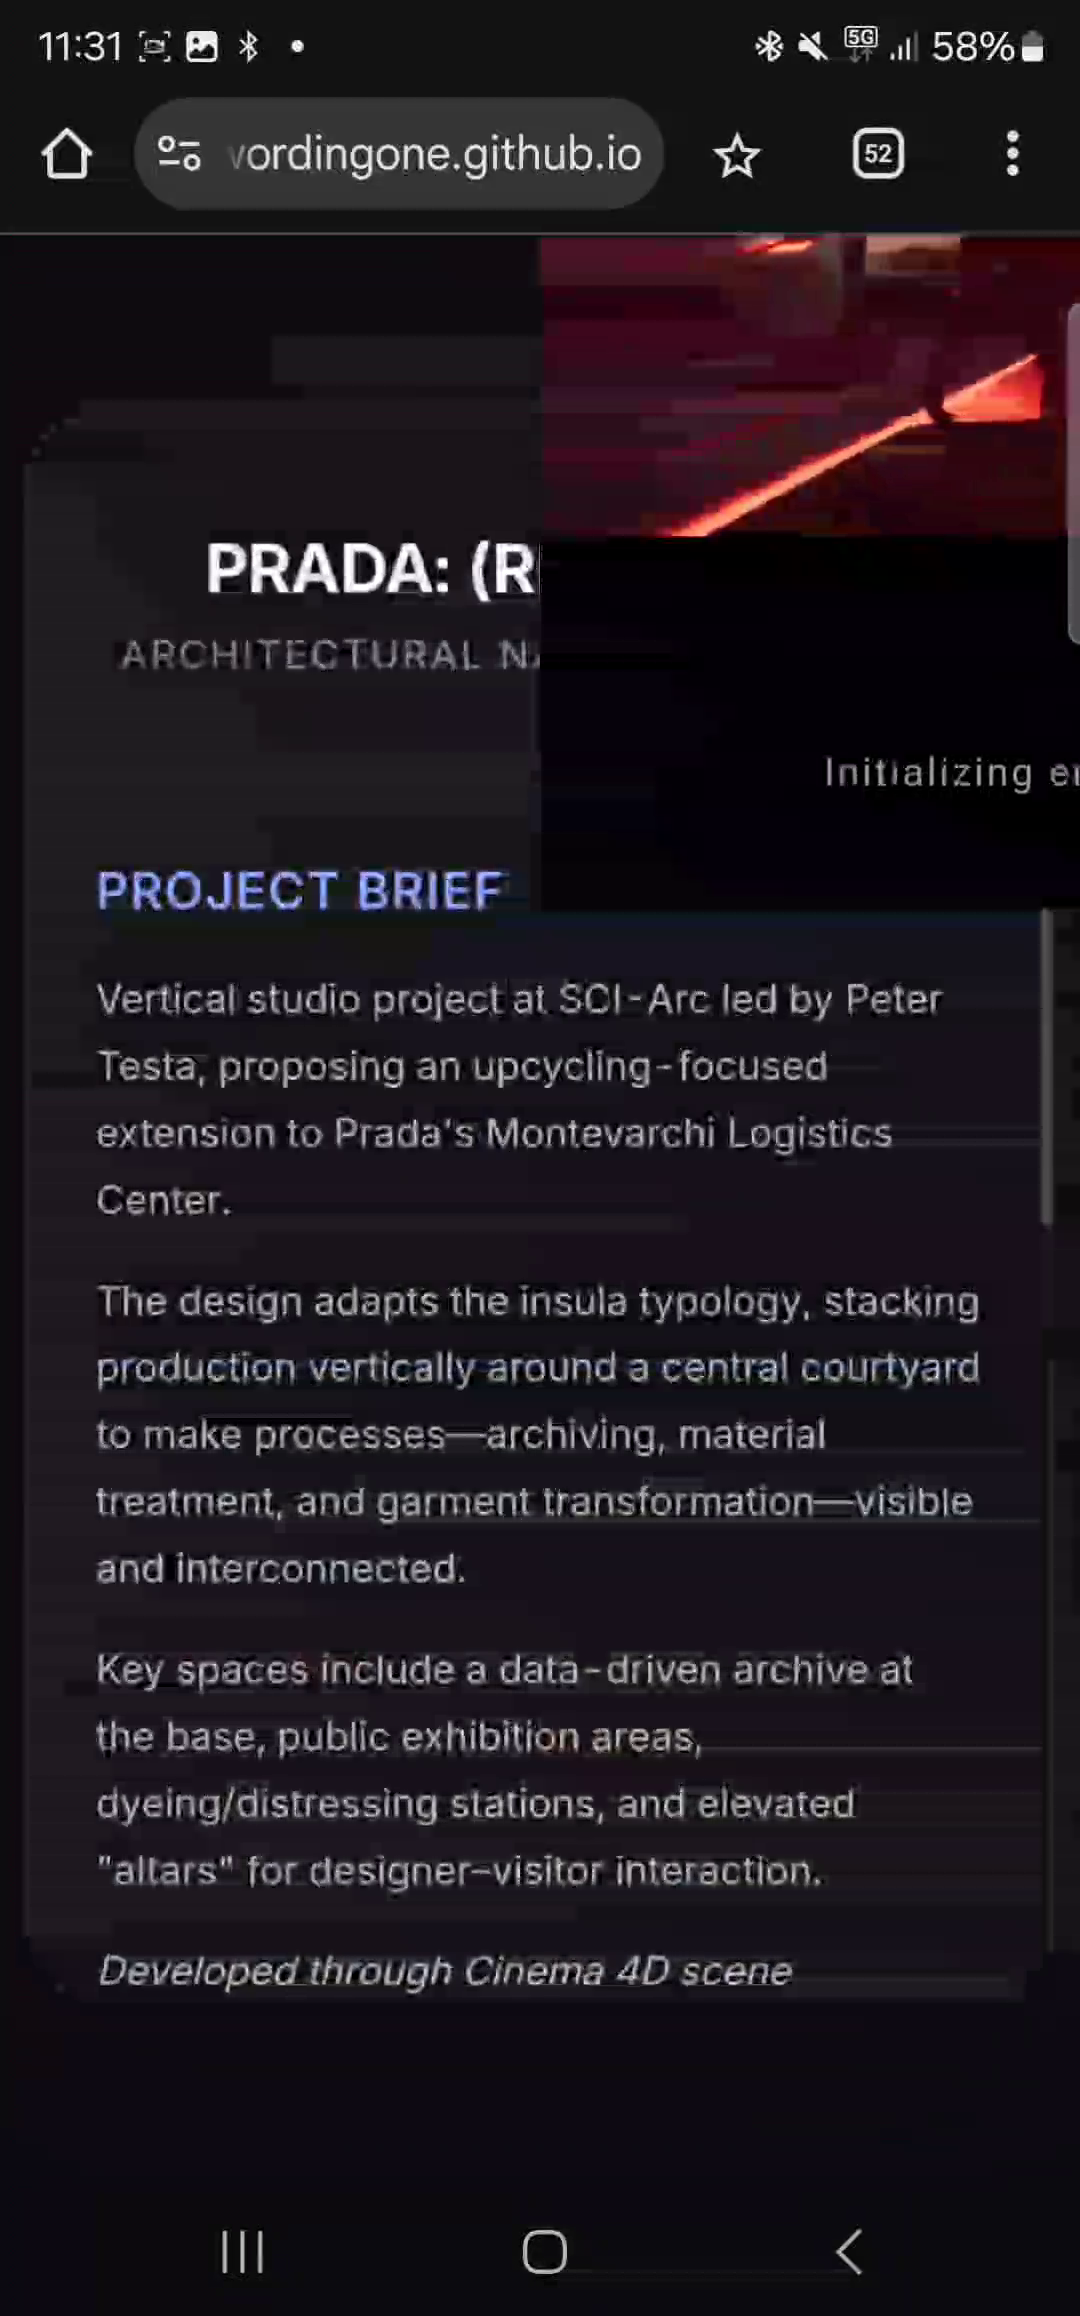 11:31
5G
58%
vordingone.github.io
52
PRADA: (R
ARCHITECTURAL
Initializing
PROJECT BRIEF
Vertical studio project at SCI-Arc led by Peter
Testa, proposing an upcycling-focused
extension to Prada's Montevarchi Logistics
Center.
The design adapts the insula typology, stacking
production vertically around a central courtyard
to make processes—archiving, material
treatment, and garment transformation—visible
and interconnected.
Key spaces include a data-driven archive at
the base, public exhibition areas,
dyeing/distressing stations, and elevated
"altars" for designer–visitor interaction.
Developed through Cinema 4D scene